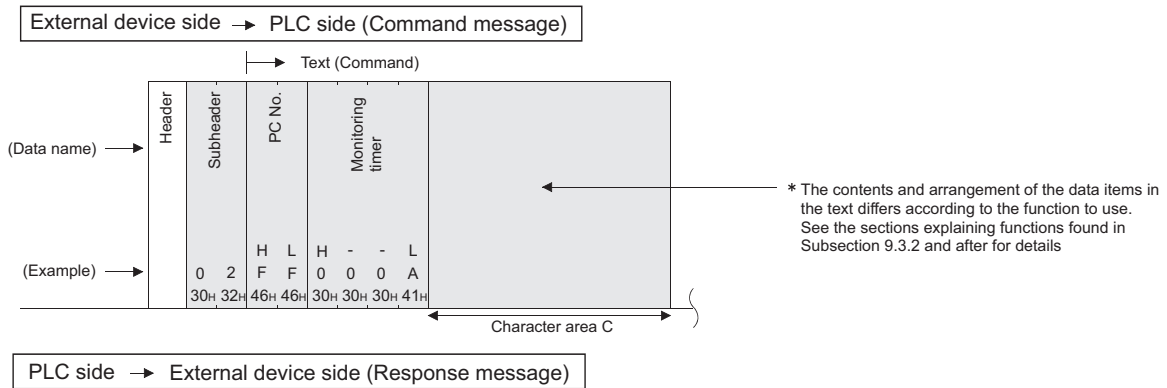 External device side → PLC side (Command message)
Text (Command)
(Data name)
Header
Subheader
PC No.
Monitoring
timer
* The contents and arrangement of the data items in
the text differs according to the function to use.
See the sections explaining functions found in
Subsection 9.3.2 and after for details
H L H - - L
(Example) 0 2 F F 0 0 0 A
30H 32H 46H 46H 30H 30H 30H 41H
Character area C
PLC side → External device side (Response message)